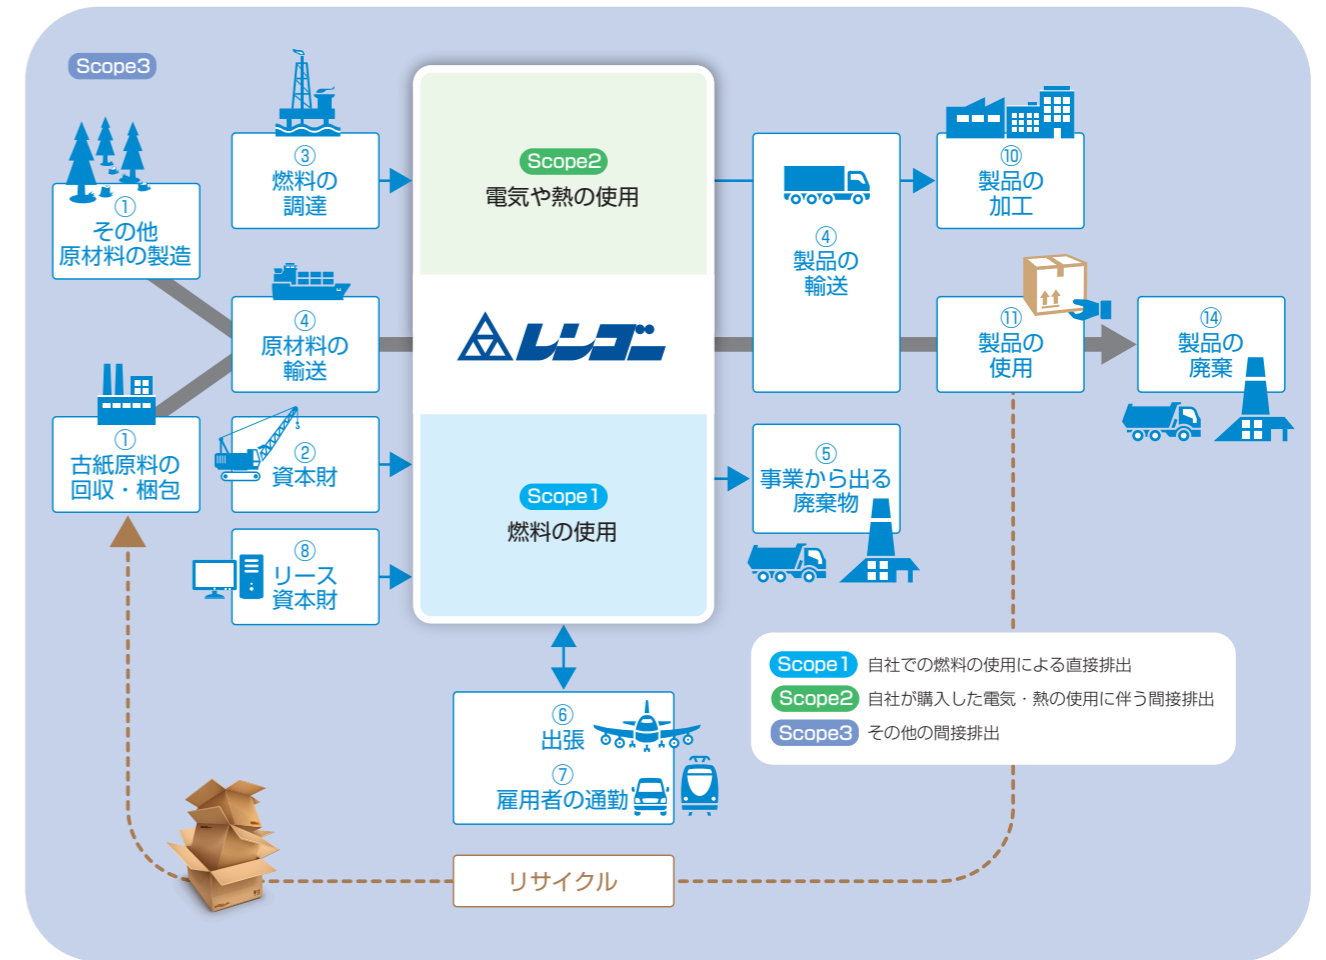 Scope3
①
その他
原材料の製造
①
古紙原料の
回収・梱包
③
燃料の
調達
④
原材料の
輸送
②
資本財
⑧
リース
資本財
Scope2
電気や熱の使用
レンゴー
Scope1
燃料の使用
④
製品の
輸送
⑤
事業から出る
廃棄物
⑩
製品の
加工
⑪
製品の
使用
⑭
製品の
廃棄
⑥
出張
⑦
雇用者の通勤
リサイクル
Scope1 自社での燃料の使用による直接排出
Scope2 自社が購入した電気・熱の使用に伴う間接排出
Scope3 その他の間接排出